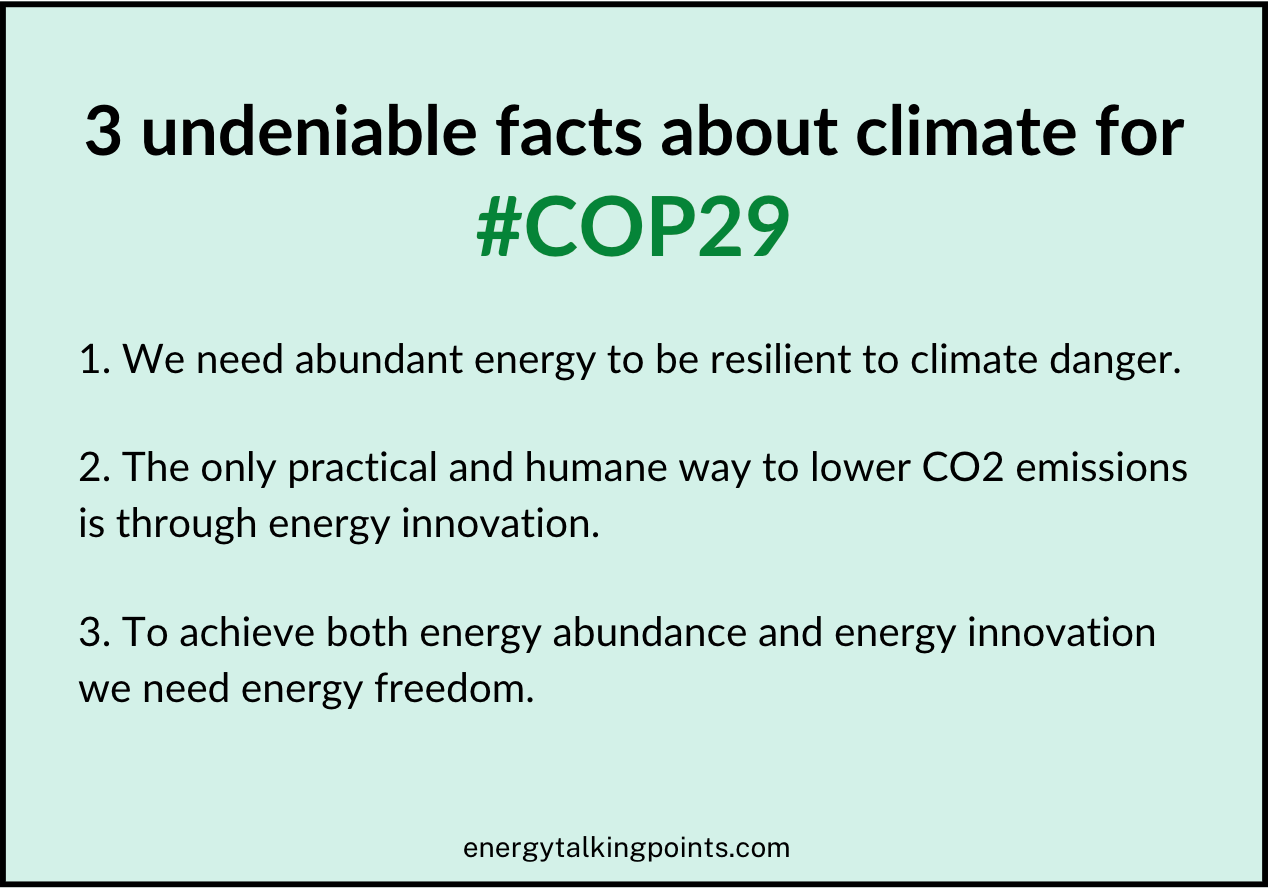 3 undeniable facts about climate for
#COP29
1. We need abundant energy to be resilient to climate danger.
2. The only practical and humane way to lower CO2 emissions
is through energy innovation.
3. To achieve both energy abundance and energy innovation
we need energy freedom.
energytalkingpoints.com